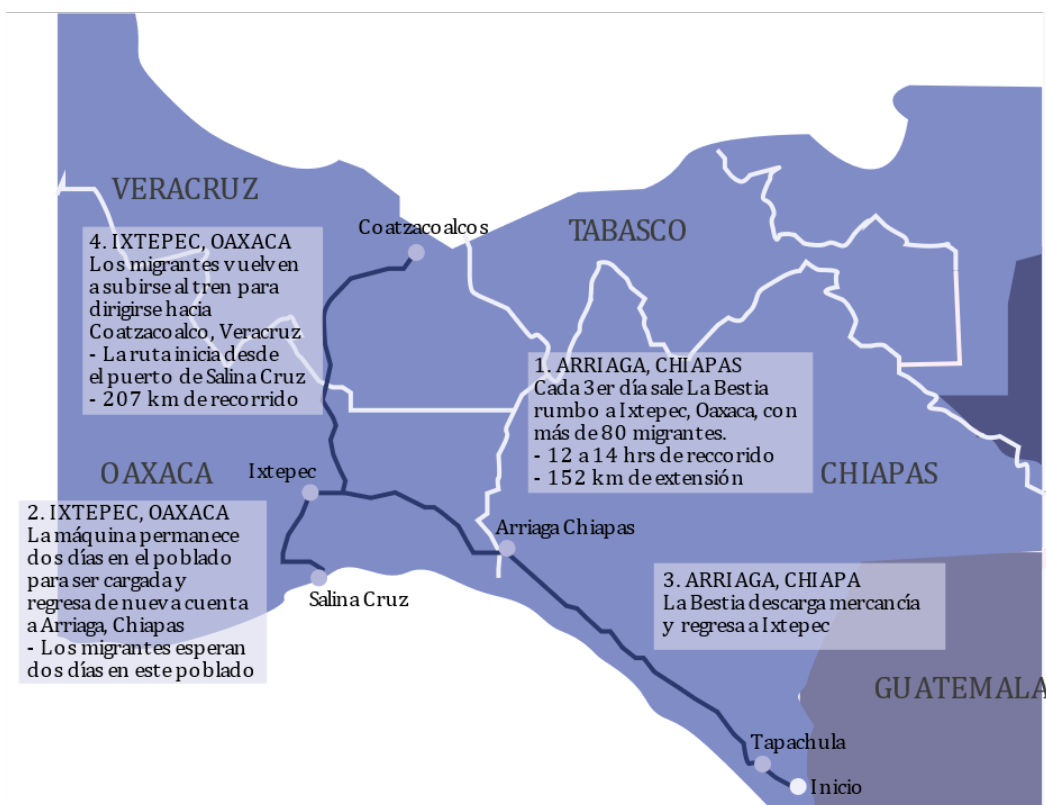 VERACRUZ
Coatzacoalcos
TABASCO
4. IXTEPEC, OAXACA
Los migrantes vuelven
a subirse al tren para
dirigirse hacia
Coatzacoalco, Veracruz
- La ruta inicia desde
el puerto de Salina Cruz
- 207 km de recorrido
1. ARRIAGA, CHIAPAS
Cada 3er día sale La Bestia
rumbo a Ixtepec, Oaxaca, con
más de 80 migrantes.
- 12 a 14 hrs de reccorido
- 152 km de extensión
OAXACA
Ixtepec
CHIAPAS
2. IXTEPEC, OAXACA
La máquina permanece
dos días en el poblado
para ser cargada y
regresa de nueva cuenta
a Arriaga, Chiapas
- Los migrantes esperan
dos días en este poblado
Arriaga Chiapas
Salina Cruz
3. ARRIAGA, CHIAPA
La Bestia descarga mercancía
y regresa a Ixtepec
GUATEMALA
Tapachula
Inicio